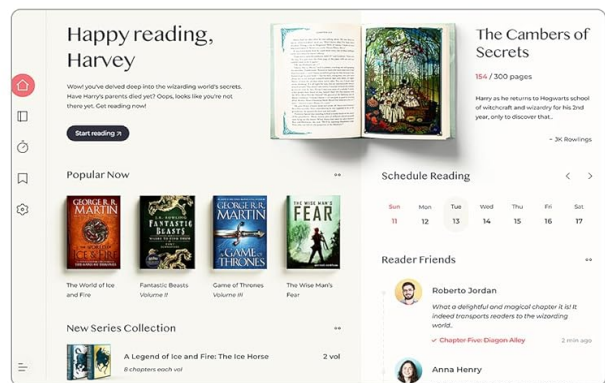 Happy reading,
Harvey
Wow! you've delved deep into the wizarding world's secrets.
Have Harry's parents died yet? Oops, looks like you're not
there yet. Get reading now!
Start reading
The Cambers of
Secrets
154 / 300 pages
Harry as he returns to Hogwarts school
of witchcraft and wizardry for his 2nd
year, only to discover that..
- JK Rowlings
Popular Now
GEORGE R. R.
MARTIN
THE WORLD OF
ICE & FIRE
J.K. ROWLING
FANTASTIC
BEASTS
GEORGE R.R.
MARTIN
A GAME OF
THRONES
THE WISE MAN'S
FEAR
The World of Ice
and Fire
Fantastic Beasts
Volume II
Game of Thrones
Volume III
The Wise Man's
Fear
Schedule Reading
Sun Mon Tue Wed Thu Fri Sat
11 12 13 14 15 16 17
Reader Friends
Roberto Jordan
What a delightful and magical chapter it is! It
indeed transports readers to the wizarding
world..
Chapter Five: Diagon Alley
2 min ago
Anna Henry
New Series Collection
A Legend of Ice and Fire: The Ice Horse
2 vol
8 chapters each vol